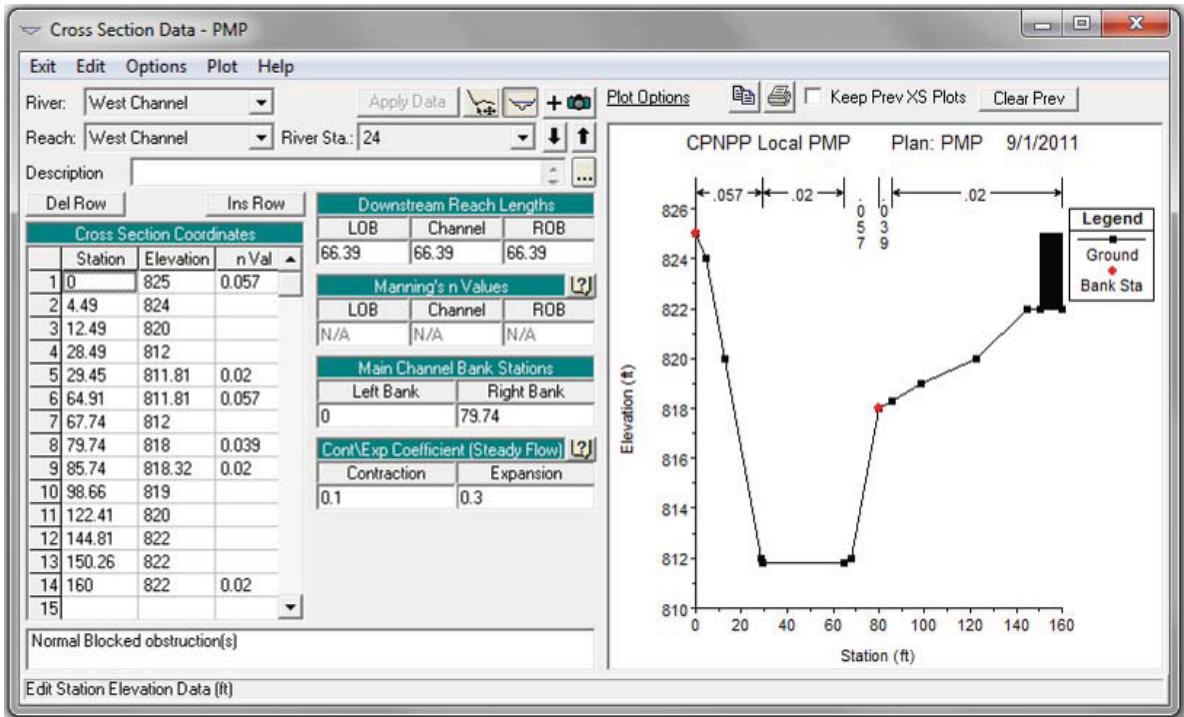 Cross Section Data - PMP
Exit Edit Options Plot Help
River: West Channel
Apply Data
Reach: West Channel River Sta.: 24
Description
...
Del Row Ins Row
Cross Section Coordinates
Station Elevation n Val
1 0 825 0.057
2 4.49 824
3 12.49 820
4 28.49 812
5 29.45 811.81 0.02
6 64.91 811.81 0.057
7 67.74 812
8 79.74 818 0.039
9 85.74 818.32 0.02
10 98.66 819
11 122.41 820
12 144.81 822
13 150.26 822
14 160 822 0.02
15
Downstream Reach Lengths
LOB Channel ROB
66.39 66.39 66.39
Manning's n Values
LOB Channel ROB
N/A N/A N/A
Main Channel Bank Stations
Left Bank Right Bank
0 79.74
Cont\Exp Coefficient (Steady Flow)
Contraction Expansion
0.1 0.3
Normal Blocked obstruction(s)
Edit Station Elevation Data (ft)
Plot Options Keep Prev XS Plots Clear Prev
CPNPP Local PMP Plan: PMP 9/1/2011
.057 .02 .057 .039 .02
826
824
822
820
818
816
814
812
810
Elevation (ft)
0 20 40 60 80 100 120 140 160
Station (ft)
Legend
Ground
Bank Sta